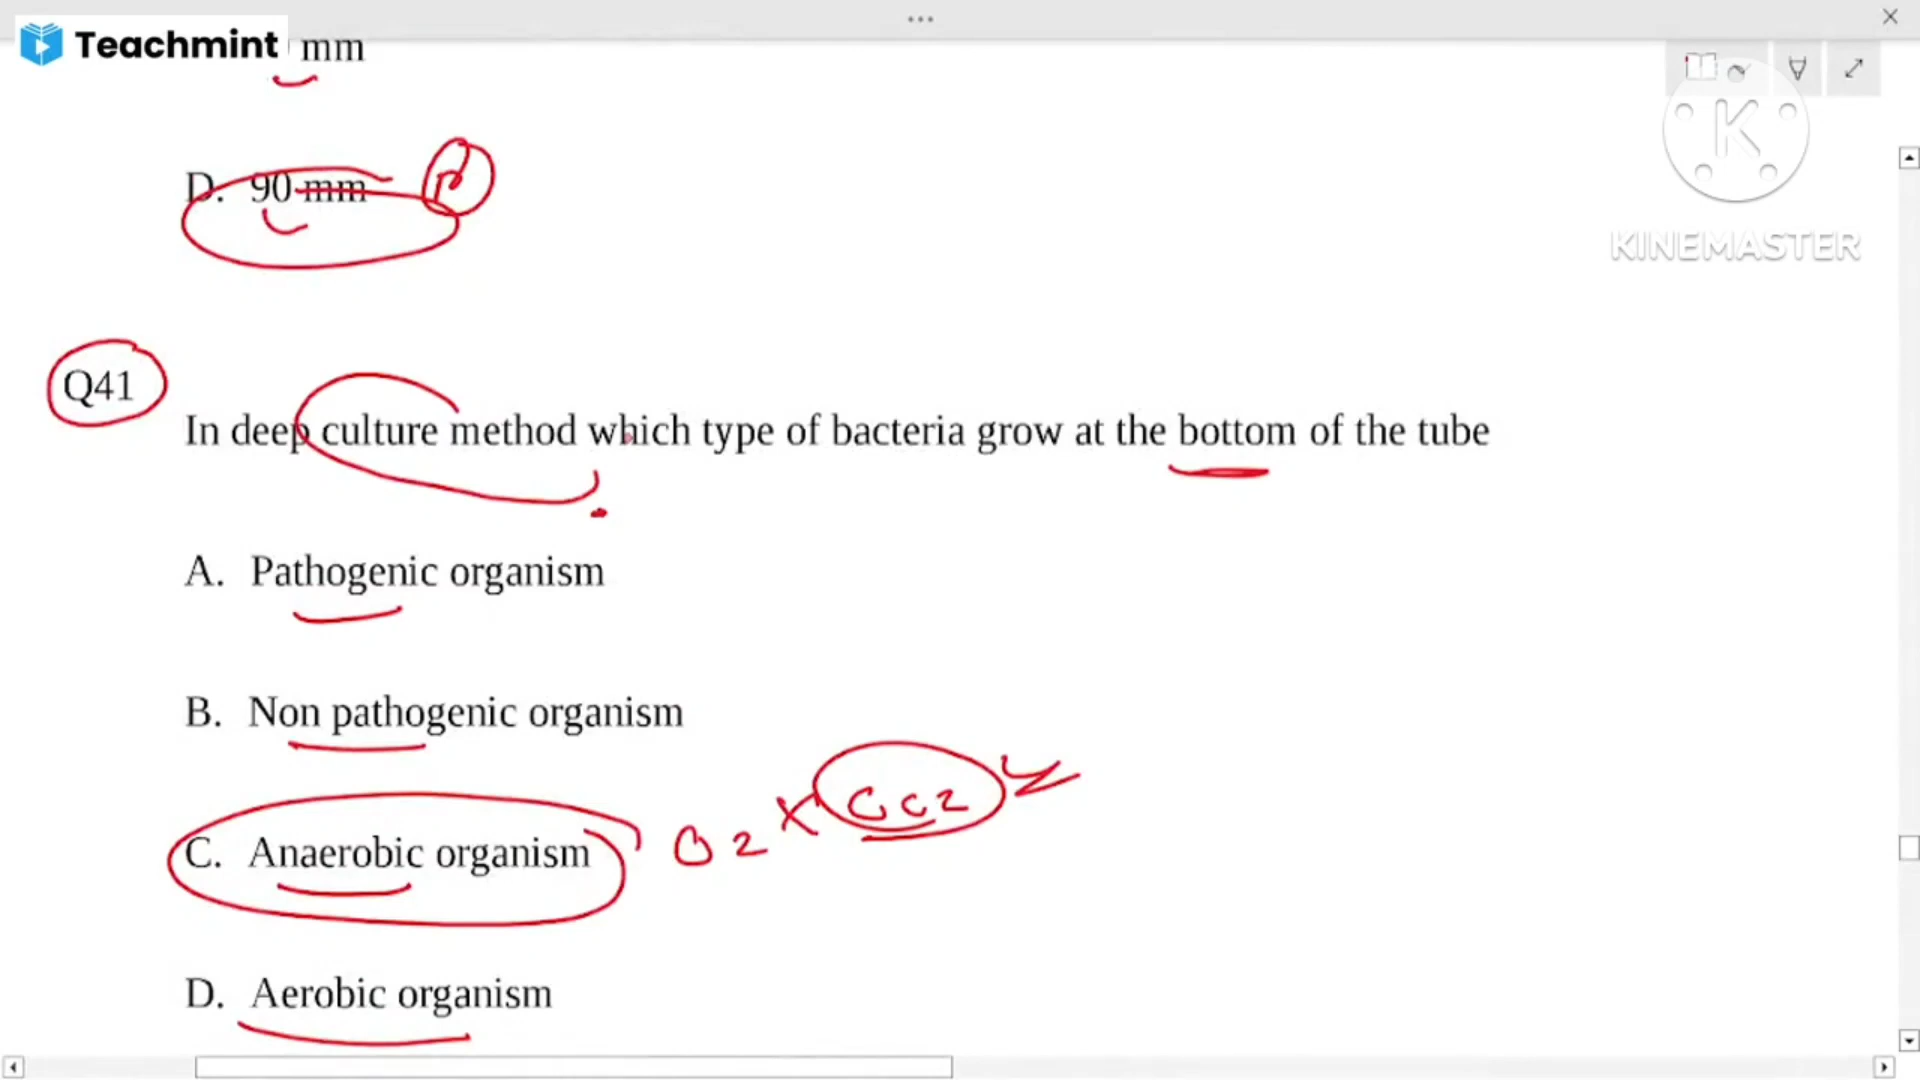 Teachmint mm
D. 90 mm
KINEMASTER
Q41
In deep culture method which type of bacteria grow at the bottom of the tube
A. Pathogenic organism
B. Non pathogenic organism
C. Anaerobic organism O2 x
D. Aerobic organism